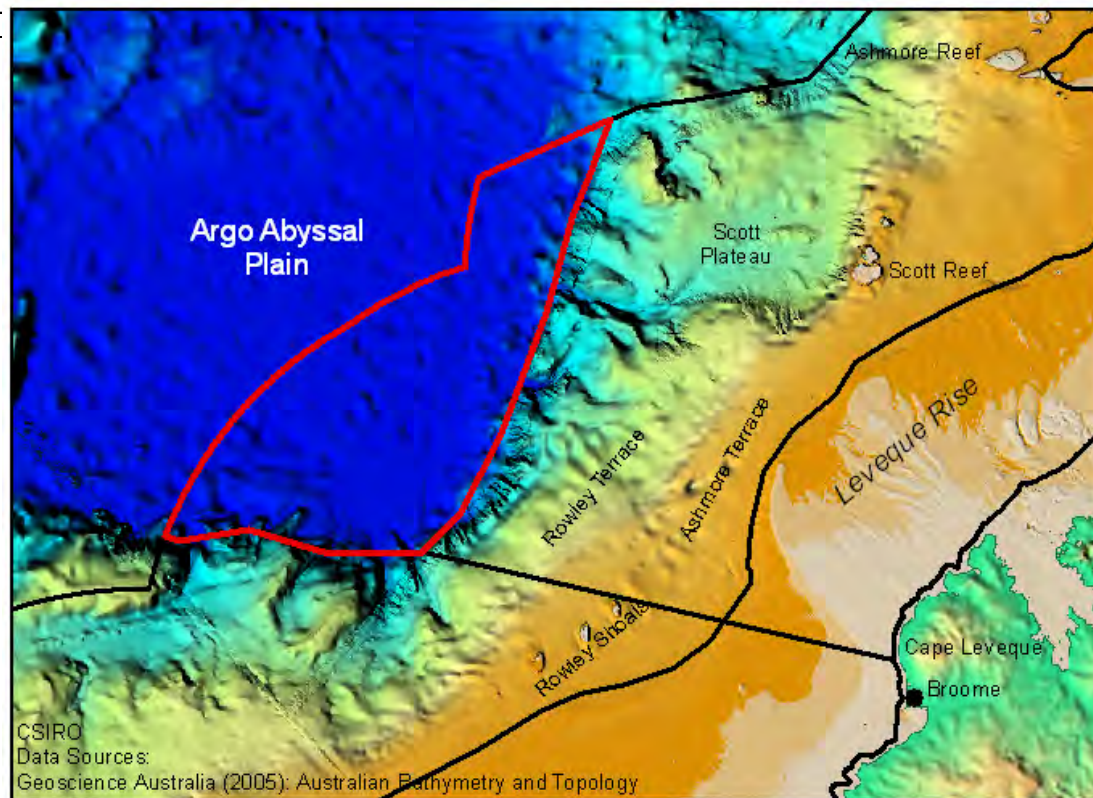 Ashmore Reef
Argo Abyssal
Plain
Scott
Plateau
Scott Reef
Leveque Rise
Ashmore Terrace
Rowley Terrace
Rowley Shoals
Cape Leveque
Broome
CSIRO
Data Sources:
Geoscience Australia (2005): Australian Bathymetry and Topology